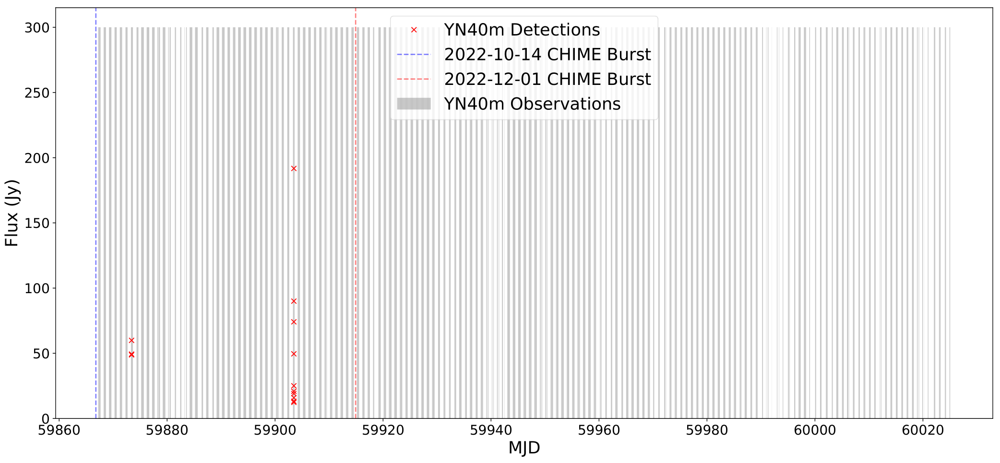 YN40m Detections
2022-10-14 CHIME Burst
2022-12-01 CHIME Burst
YN40m Observations
Flux (Jy)
300
250
200
150
100
50
0
59860 59880 59900 59920 59940 59960 59980 60000 60020
MJD